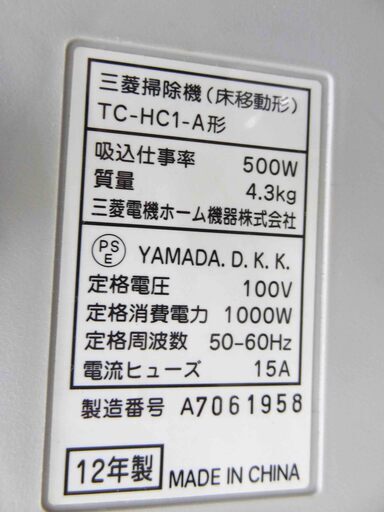 三菱掃除機(床移動形)
TC-HC1-A形
吸込仕事率 500W
質量 4.3kg
三菱電機ホーム機器株式会社
PSE YAMADA. D. K. K.
定格電圧 100V
定格消費電力 1000W
定格周波数 50-60Hz
電流ヒューズ 15A
製造番号 A7061958
12年製 MADE IN CHINA